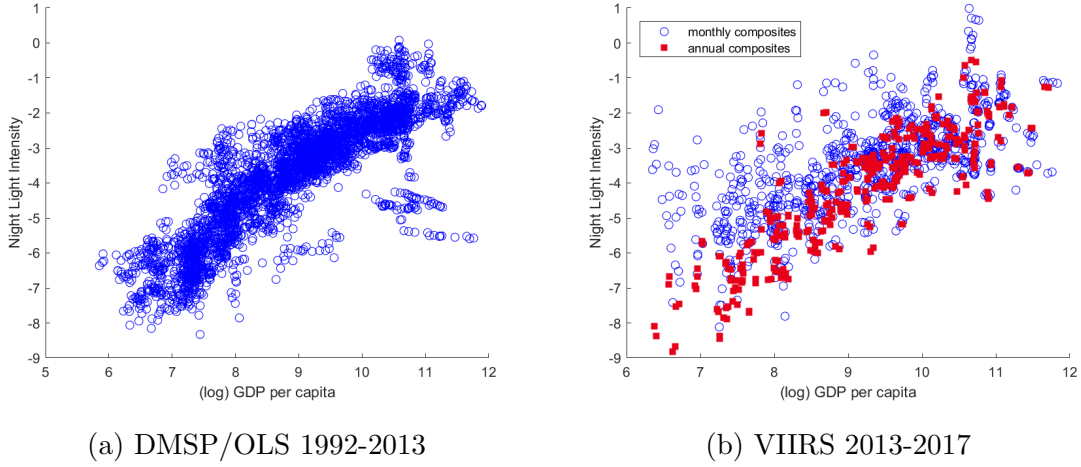 1
0
-1
-2
-3
-4
-5
-6
-7
-8
-9
Night Light Intensity
5 6 7 8 9 10 11 12
(log) GDP per capita
(a) DMSP/OLS 1992-2013
1
0
-1
-2
-3
-4
-5
-6
-7
-8
-9
Night Light Intensity
monthly composites
annual composites
6 7 8 9 10 11 12
(log) GDP per capita
(b) VIIRS 2013-2017